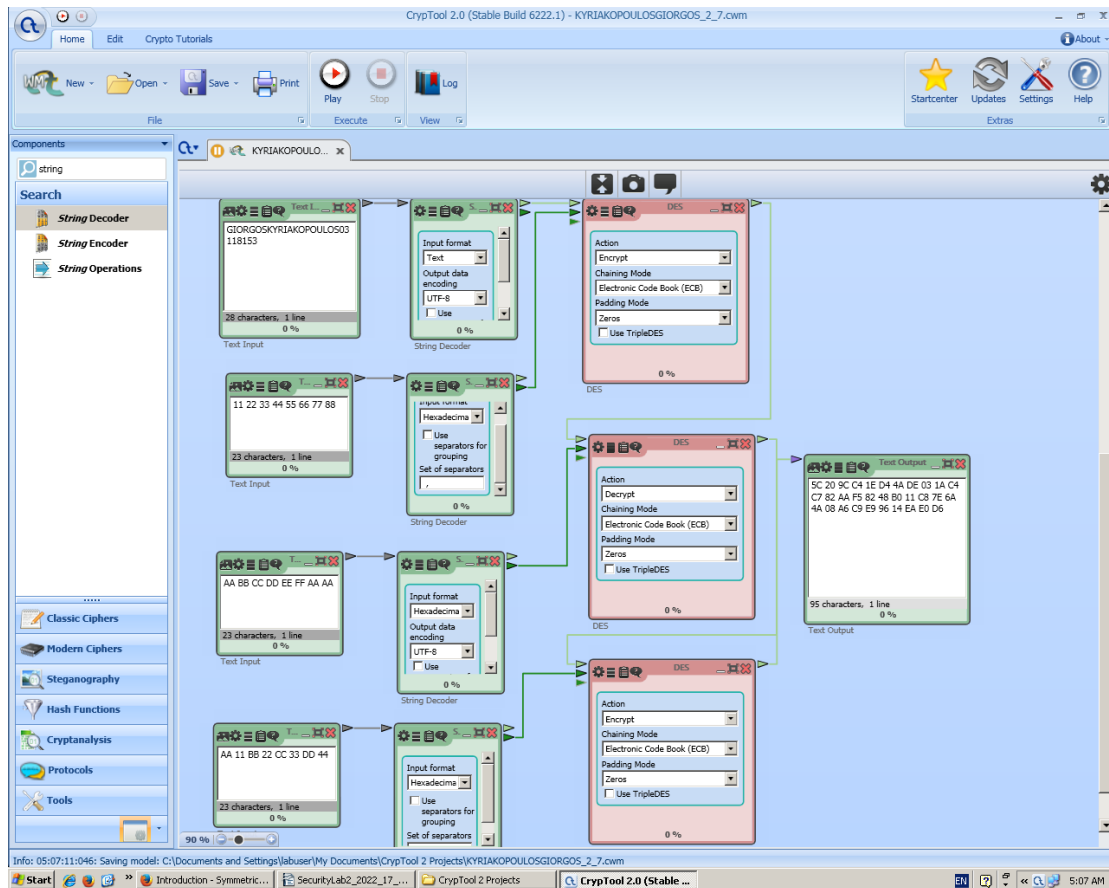 CrypTool 2.0 (Stable Build 6222.1) - KYRIAKOPOULOSGIORGOS_2_7.cwm
Home Edit Crypto Tutorials
About
New Open Save Print Play Stop Log Startcenter Updates Settings Help
File Execute View Extras
Components
KYRIAKOPOULO...
string
Search
String Decoder
String Encoder
String Operations
Classic Ciphers
Modern Ciphers
Steganography
Hash Functions
Cryptanalysis
Protocols
Tools
Text I...
GIORGOSKYRIAKOPOULOS03
118153
28 characters, 1 line
0 %
Text Input
S...
Input format
Text
Output data
encoding
UTF-8
Use
0 %
String Decoder
DES
Action
Encrypt
Chaining Mode
Electronic Code Book (ECB)
Padding Mode
Zeros
Use TripleDES
0 %
DES
T...
11 22 33 44 55 66 77 88
23 characters, 1 line
0 %
Text Input
S...
Input format
Hexadecima
Use
separators for
grouping
Set of separators
,
0 %
String Decoder
DES
Action
Decrypt
Chaining Mode
Electronic Code Book (ECB)
Padding Mode
Zeros
Use TripleDES
0 %
DES
Text Output
5C 20 9C C4 1E D4 4A DE 03 1A C4
C7 82 AA F5 82 48 B0 11 C8 7E 6A
4A 08 A6 C9 E9 96 14 EA E0 D6
95 characters, 1 line
0 %
Text Output
T...
AA BB CC DD EE FF AA AA
23 characters, 1 line
0 %
Text Input
S...
Input format
Hexadecima
Output data
encoding
UTF-8
Use
0 %
String Decoder
DES
Action
Encrypt
Chaining Mode
Electronic Code Book (ECB)
Padding Mode
Zeros
Use TripleDES
0 %
T...
AA 11 BB 22 CC 33 DD 44
23 characters, 1 line
0 %
S...
Input format
Hexadecima
Use
separators for
grouping
Set of separators
90 %
Info: 05:07:11:046: Saving model: C:\Documents and Settings\labuser\My Documents\CrypTool 2 Projects\KYRIAKOPOULOSGIORGOS_2_7.cwm
Start » Introduction - Symmetric... SecurityLab2_2022_17_... CrypTool 2 Projects CrypTool 2.0 (Stable ... EN « 5:07 AM